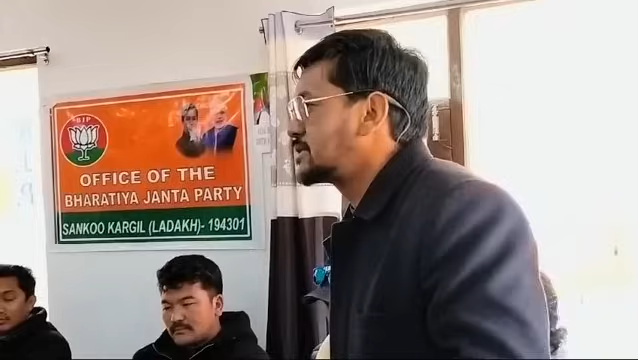 BJP
OFFICE OF THE
BHARATIYA JANTA PARTY
SANKOO KARGIL (LADAKH)- 194301